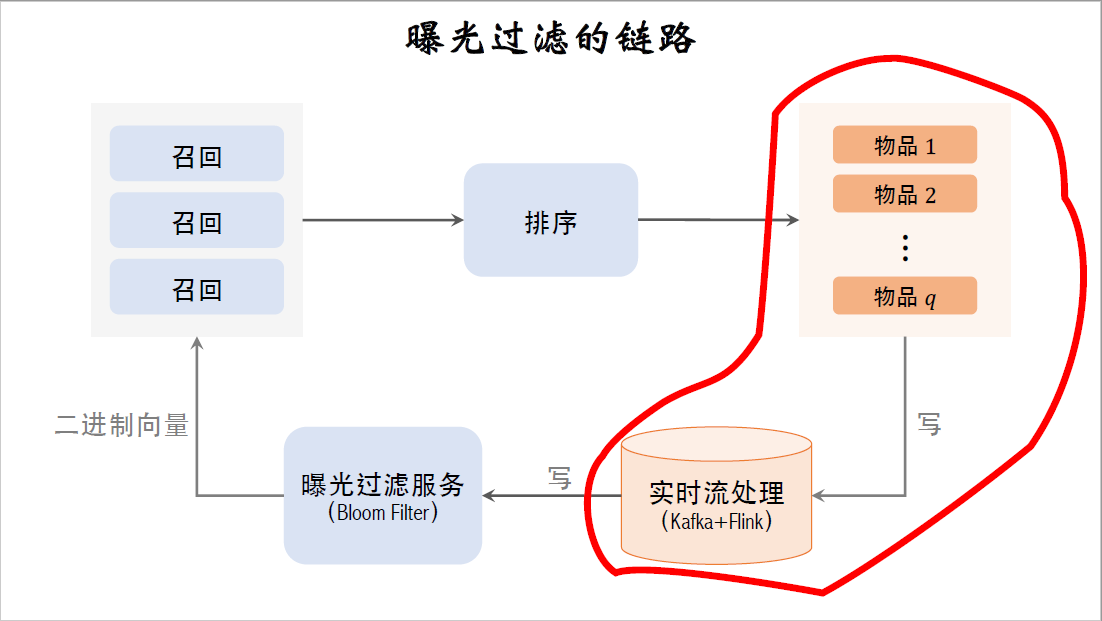 曝光过滤的链路
召回
召回
召回
排序
物品 1
物品 2
⋮
物品 q
二进制向量
曝光过滤服务
(Bloom Filter)
写
实时流处理
(Kafka+Flink)
写